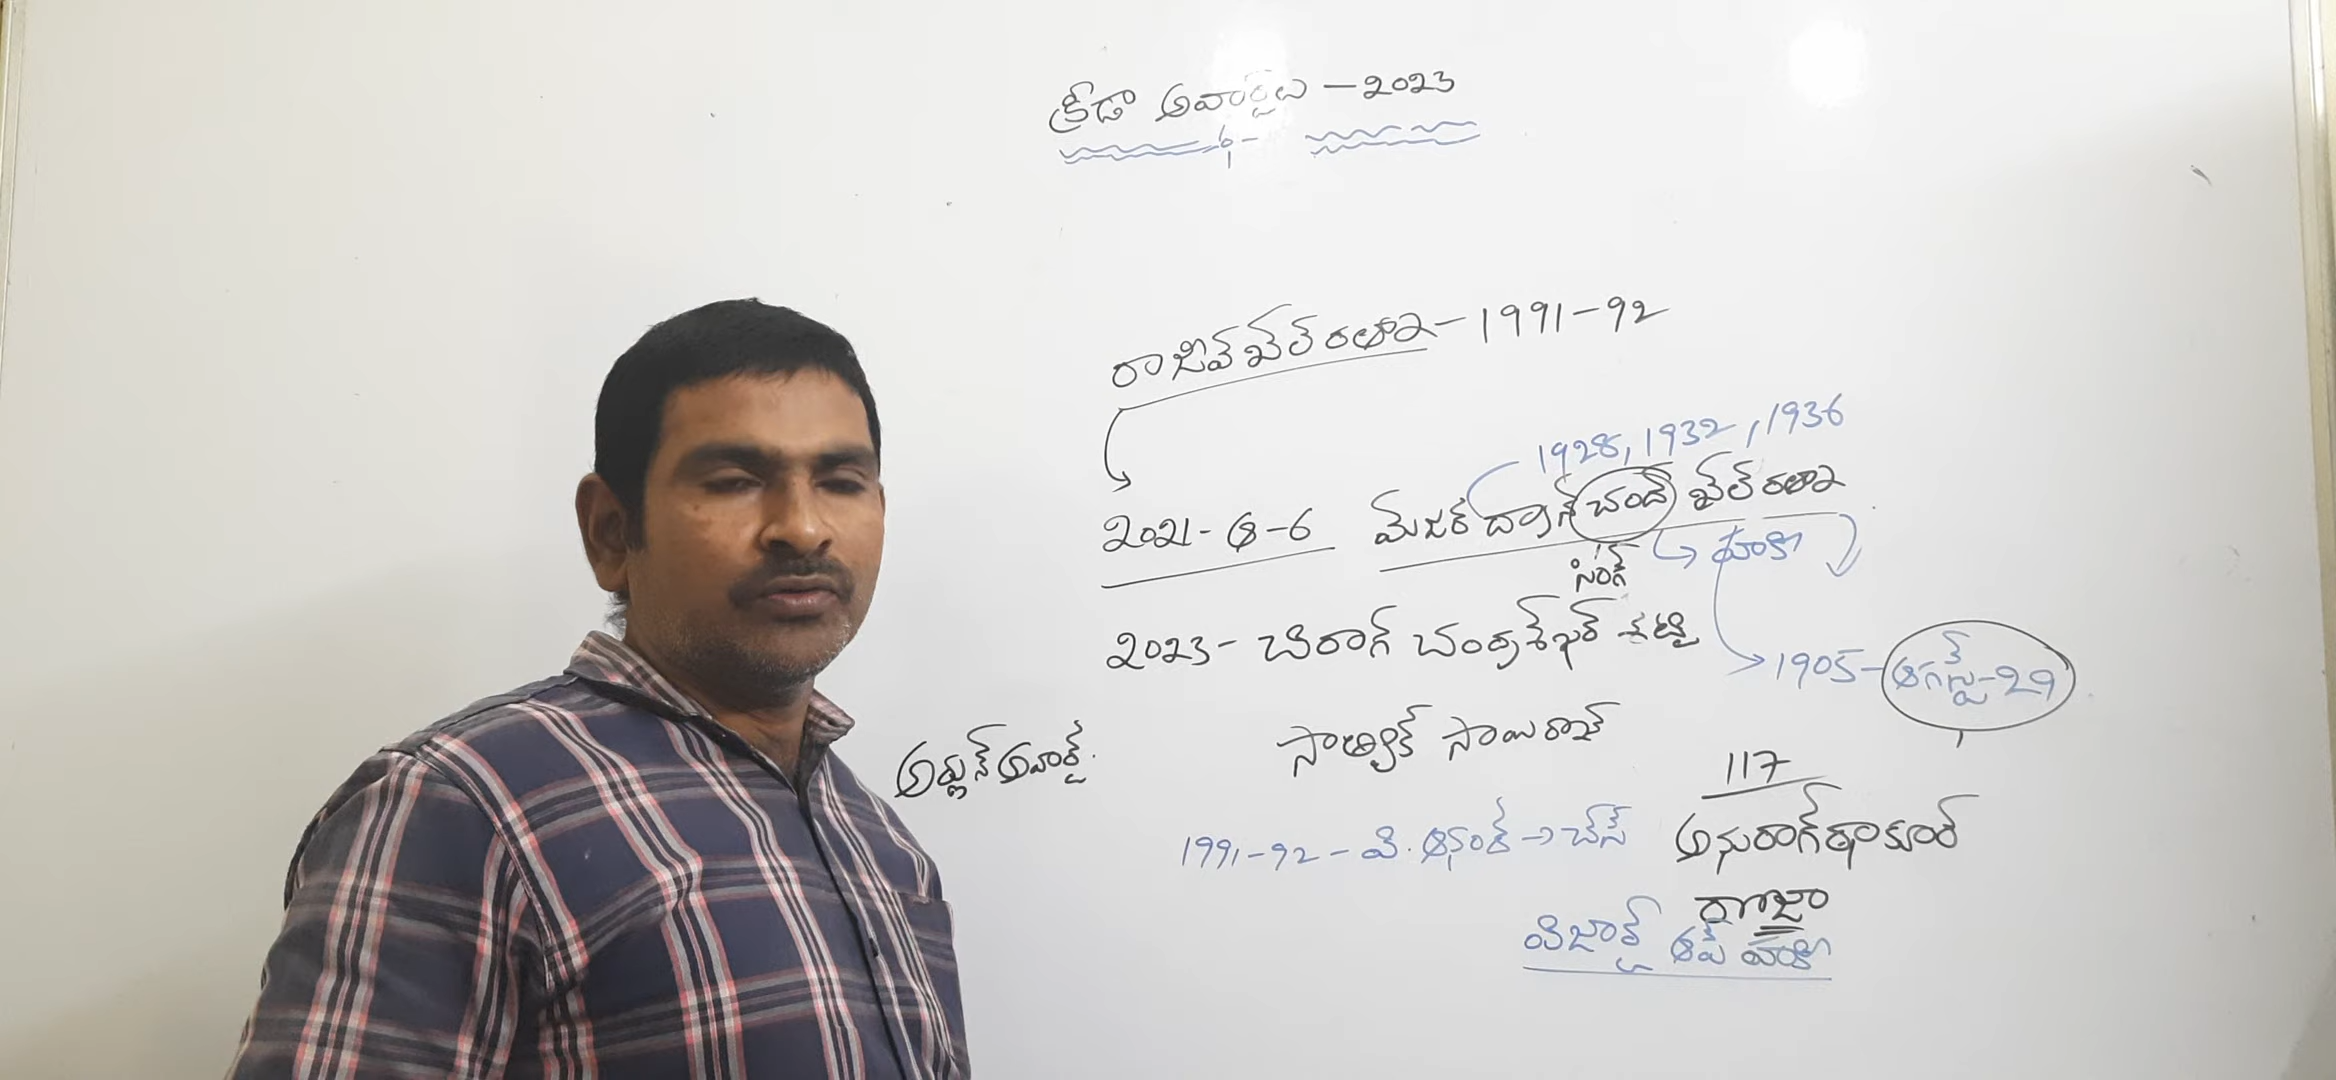 క్రీడా అవార్డులు - 2023
రాజీవ్ ఖేల్ రత్న - 1991-92
1928, 1932, 1936
2021 - ఆ - 6 మేజర్ ధ్యాన్ చంద్ ఖేల్ రత్న
సింగ్ హాకీ
2023 - చిరాగ్ చంద్రశేఖర్ శెట్టి
1905 - ఆగస్ట్ - 29
సాత్విక్ సాయిరాజ్
అర్జున్ అవార్డ్
117
1991-92 - వి. ఆనంద్ → చెస్
అనురాగ్ ఠాకూర్
రోజా
విజార్డ్ ఆఫ్ హాకీ